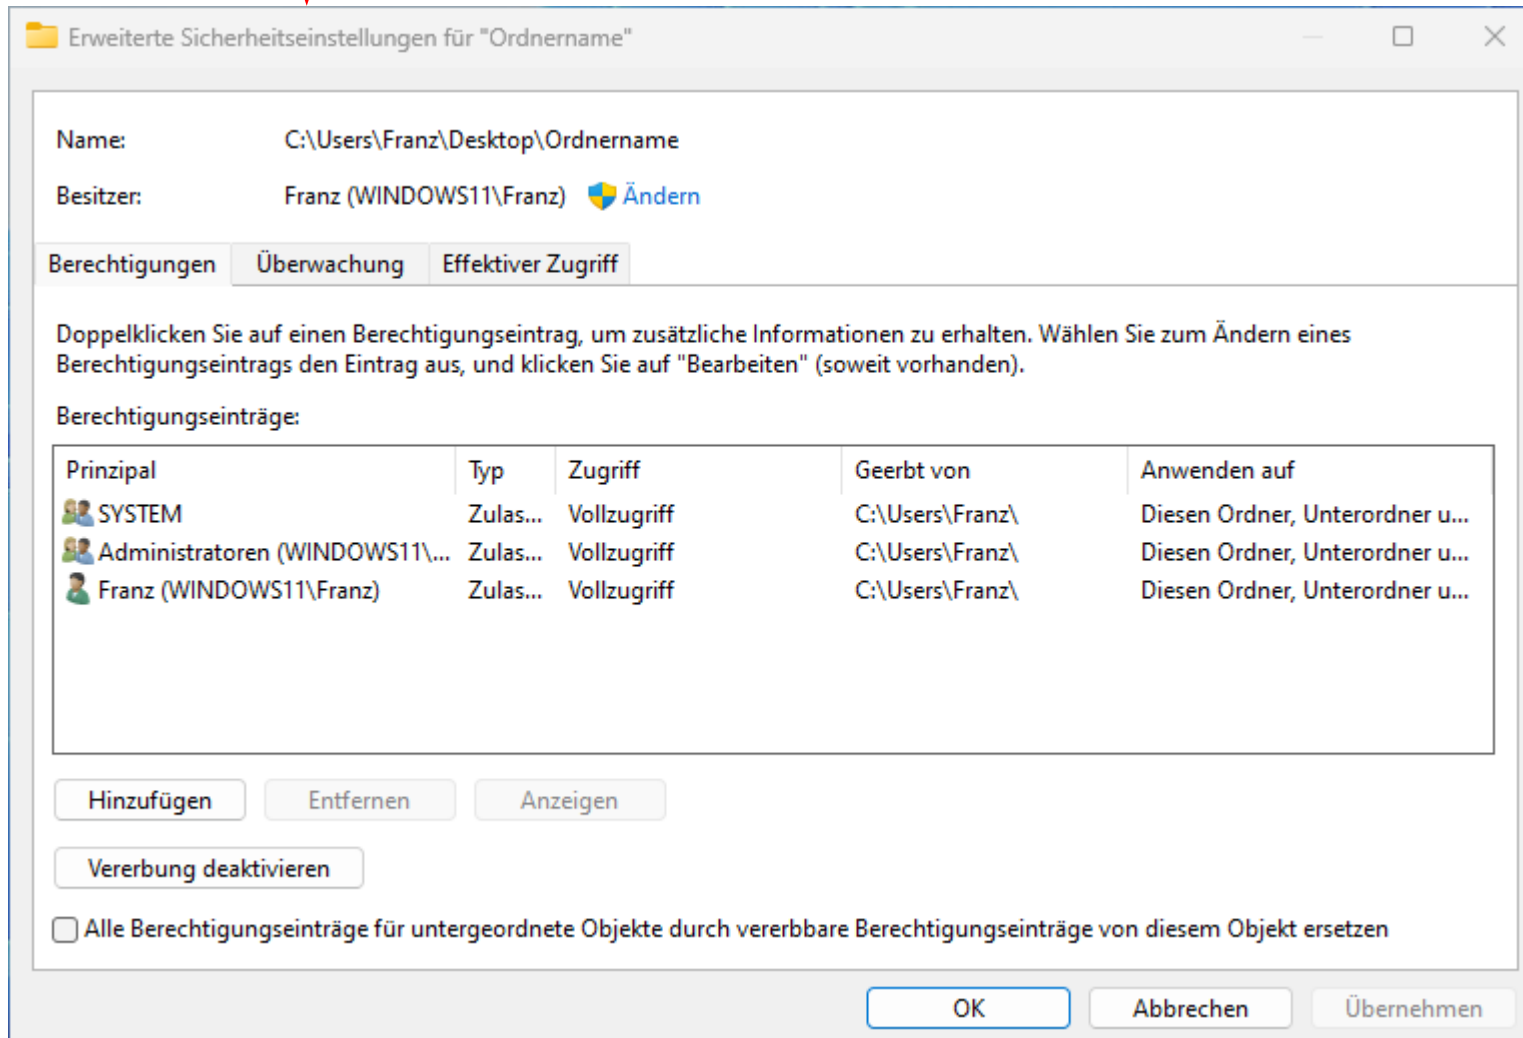 Erweiterte Sicherheitseinstellungen für "Ordnername"
Name: C:\Users\Franz\Desktop\Ordnername
Besitzer: Franz (WINDOWS11\Franz) Ändern
Berechtigungen Überwachung Effektiver Zugriff
Doppelklicken Sie auf einen Berechtigungseintrag, um zusätzliche Informationen zu erhalten. Wählen Sie zum Ändern eines
Berechtigungseintrags den Eintrag aus, und klicken Sie auf "Bearbeiten" (soweit vorhanden).
Berechtigungseinträge:
Prinzipal Typ Zugriff Geerbt von Anwenden auf
SYSTEM Zulas... Vollzugriff C:\Users\Franz\ Diesen Ordner, Unterordner u...
Administratoren (WINDOWS11\... Zulas... Vollzugriff C:\Users\Franz\ Diesen Ordner, Unterordner u...
Franz (WINDOWS11\Franz) Zulas... Vollzugriff C:\Users\Franz\ Diesen Ordner, Unterordner u...
Hinzufügen Entfernen Anzeigen
Vererbung deaktivieren
Alle Berechtigungseinträge für untergeordnete Objekte durch vererbbare Berechtigungseinträge von diesem Objekt ersetzen
OK Abbrechen Übernehmen